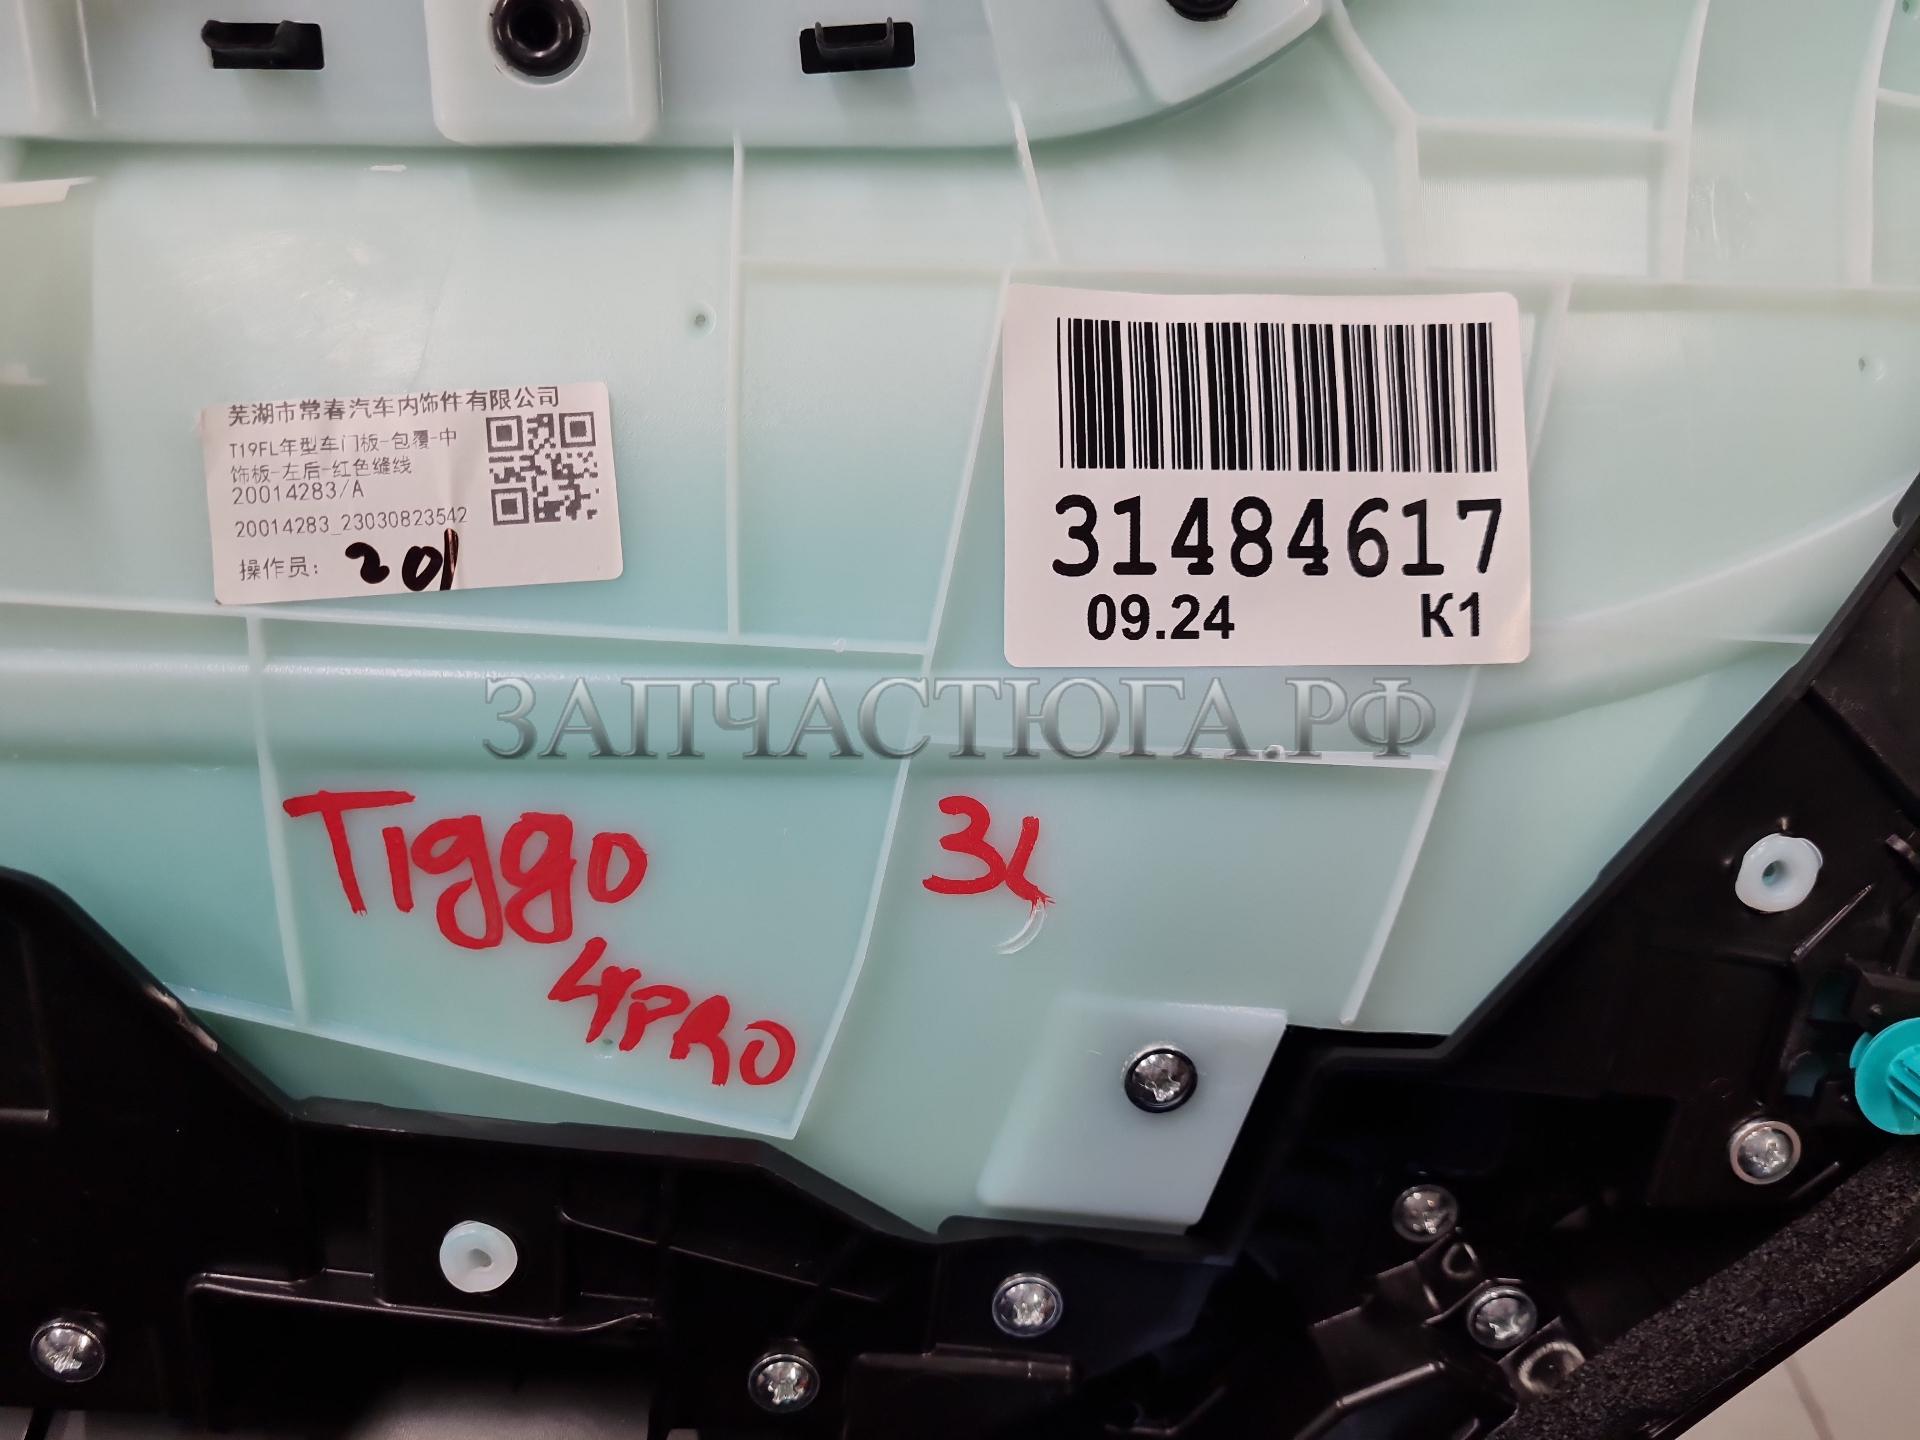 芜湖市常春汽车内饰件有限公司
T19FL年型车门板-包覆-中
饰板-左后-红色缝线
20014283/A
20014283_23030823542
操作员: 201
31484617
09.24 K1
ЗАПЧАСТЮГА.РФ
Tiggo ЗL
4PRO